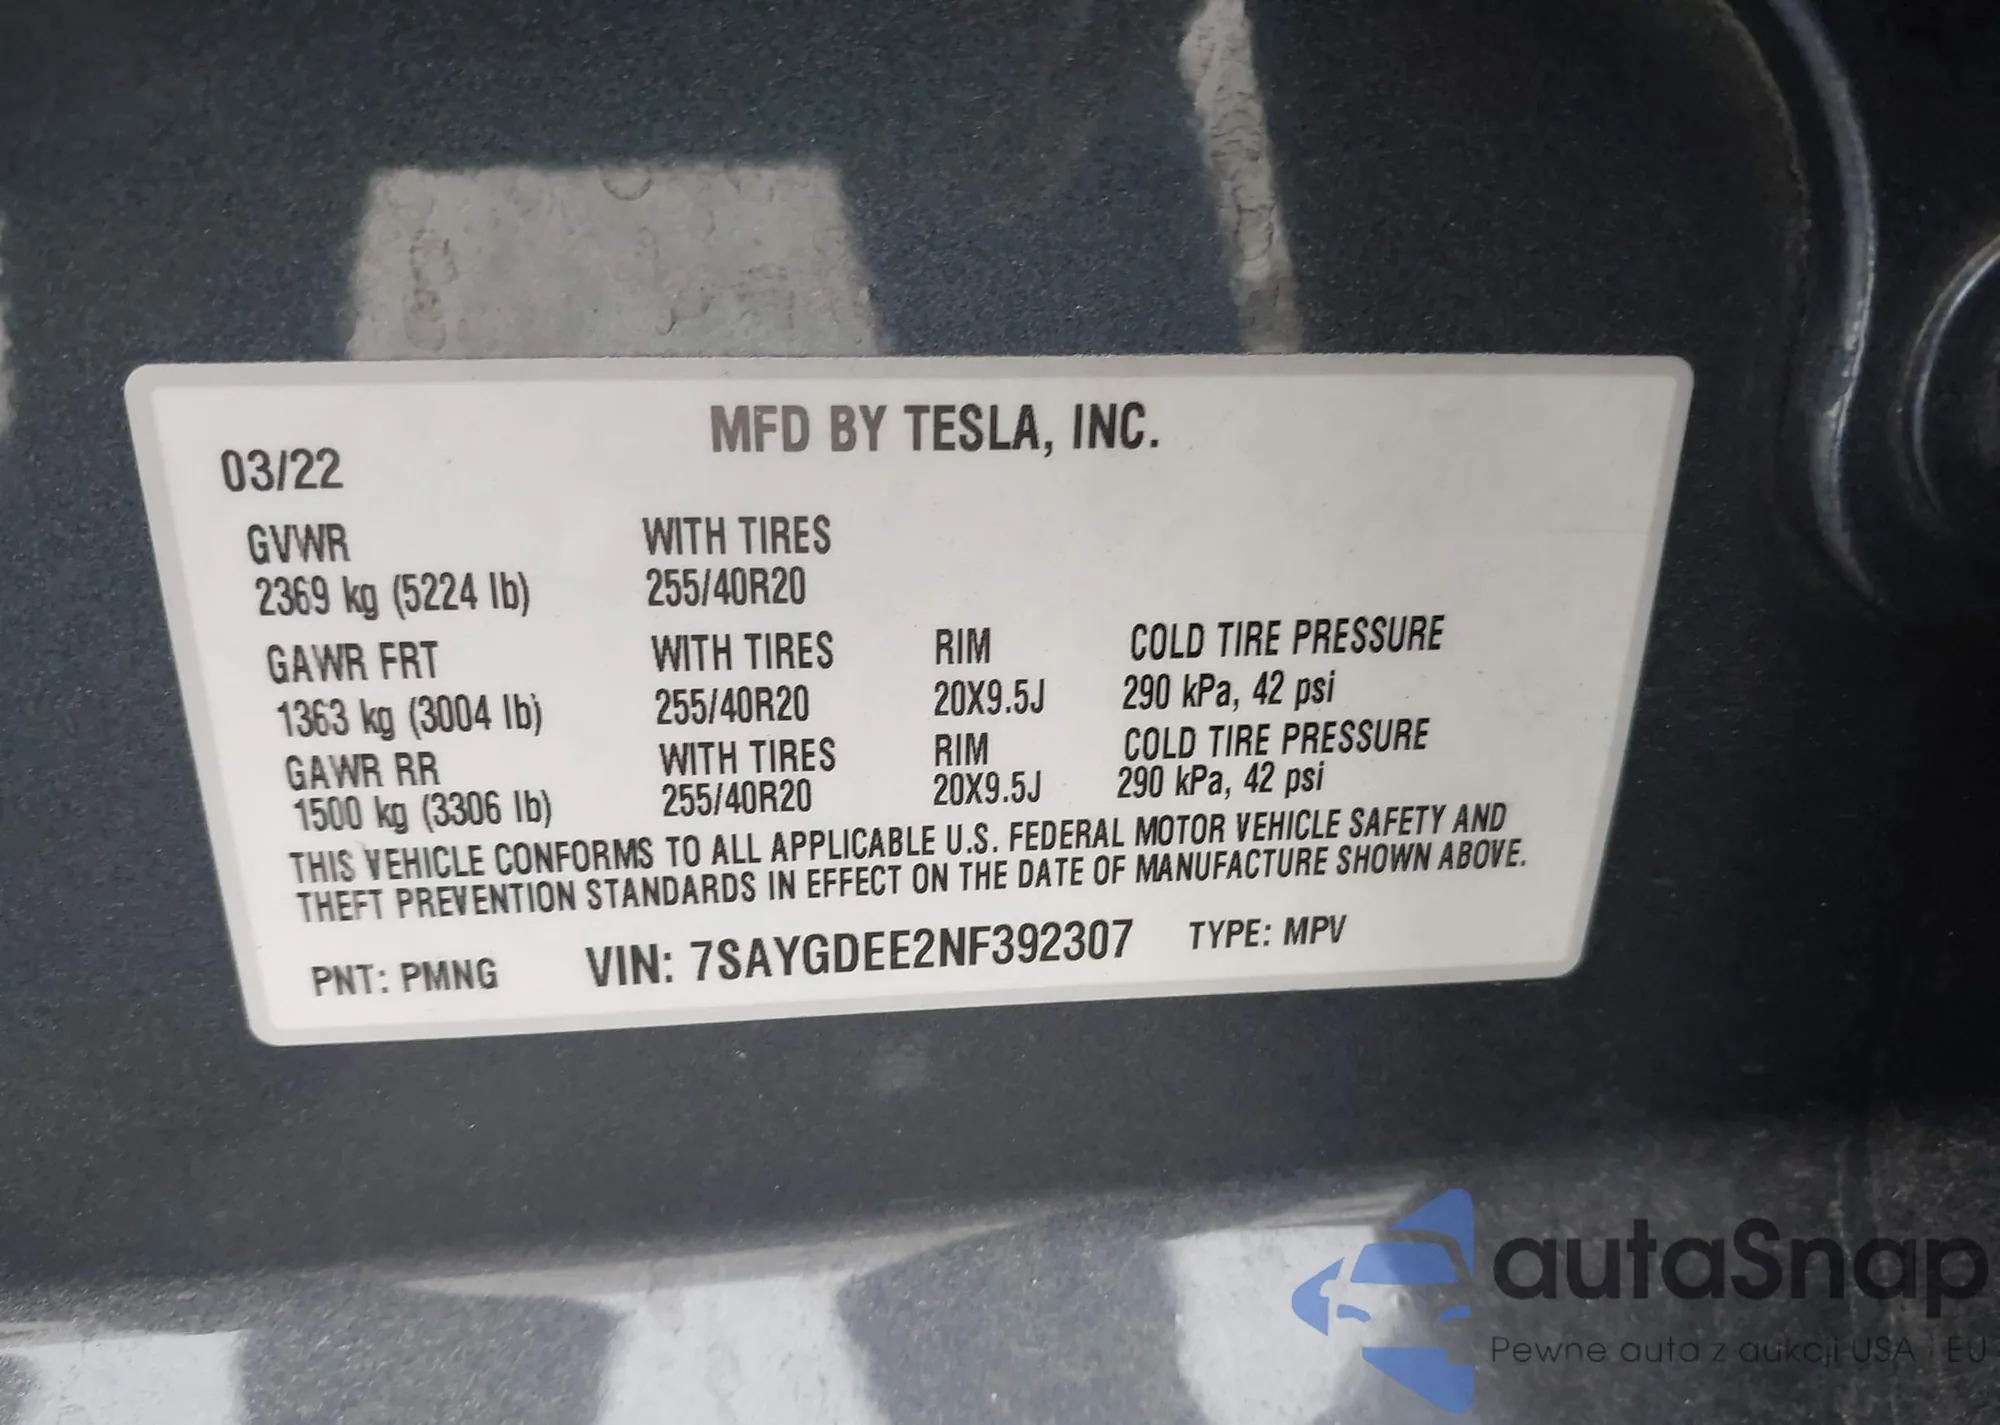 MFD BY TESLA, INC.
03/22
GVWR WITH TIRES
2369 kg (5224 lb) 255/40R20
GAWR FRT WITH TIRES RIM COLD TIRE PRESSURE
1363 kg (3004 lb) 255/40R20 20X9.5J 290 kPa, 42 psi
GAWR RR WITH TIRES RIM COLD TIRE PRESSURE
1500 kg (3306 lb) 255/40R20 20X9.5J 290 kPa, 42 psi
THIS VEHICLE CONFORMS TO ALL APPLICABLE U.S. FEDERAL MOTOR VEHICLE SAFETY AND
THEFT PREVENTION STANDARDS IN EFFECT ON THE DATE OF MANUFACTURE SHOWN ABOVE.
PNT: PMNG VIN: 7SAYGDEE2NF392307 TYPE: MPV
autaSnap
Pewne auta z aukcji USA i EU